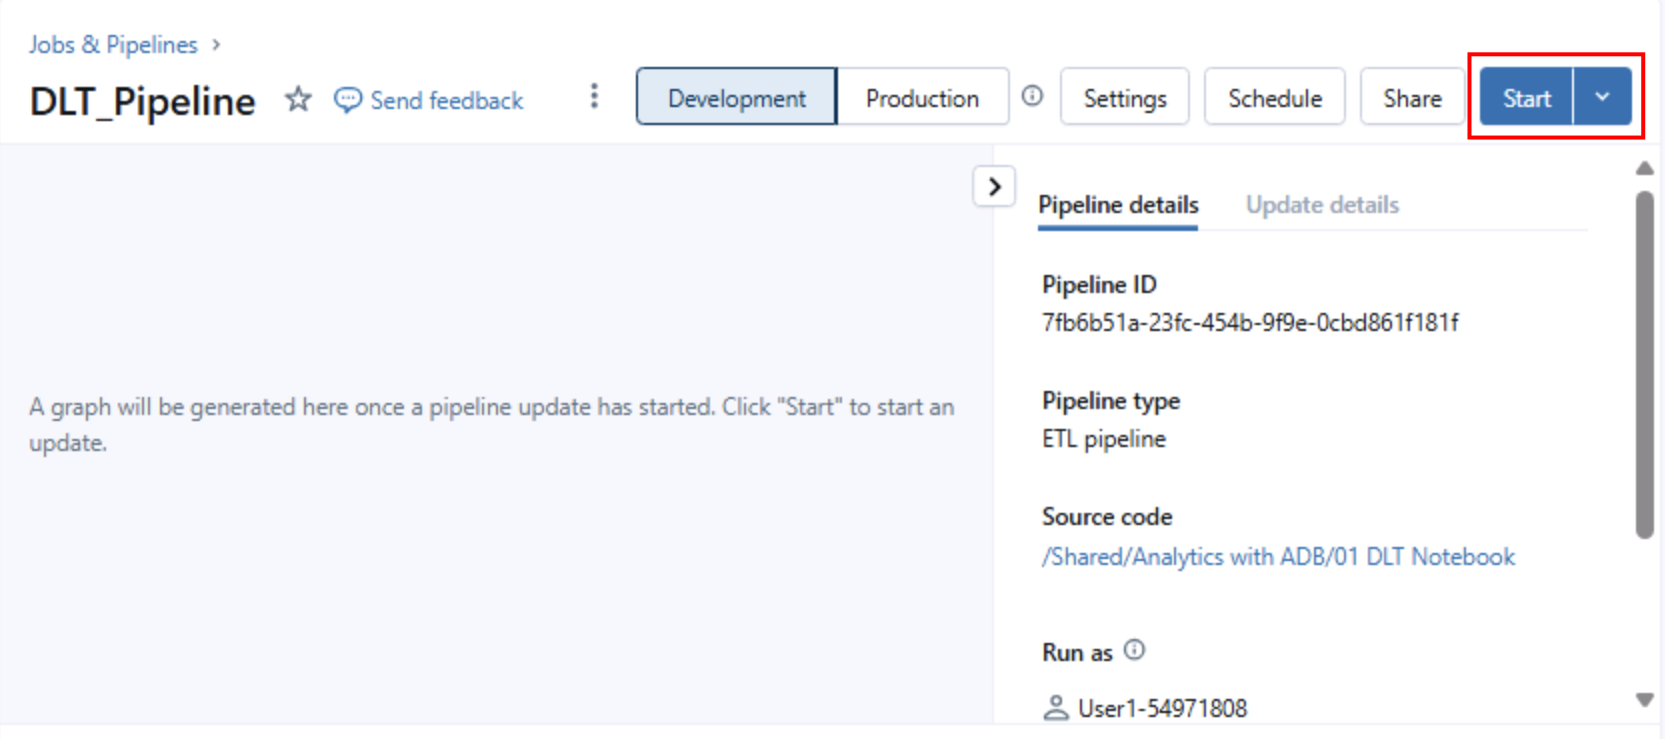 Jobs & Pipelines
DLT_Pipeline
Send feedback
Development
Production
Settings
Schedule
Share
Start
A graph will be generated here once a pipeline update has started. Click "Start" to start an
update.
Pipeline details
Update details
Pipeline ID
7fb6b51a-23fc-454b-9f9e-0cbd861f181f
Pipeline type
ETL pipeline
Source code
/Shared/Analytics with ADB/01 DLT Notebook
Run as
User1-54971808